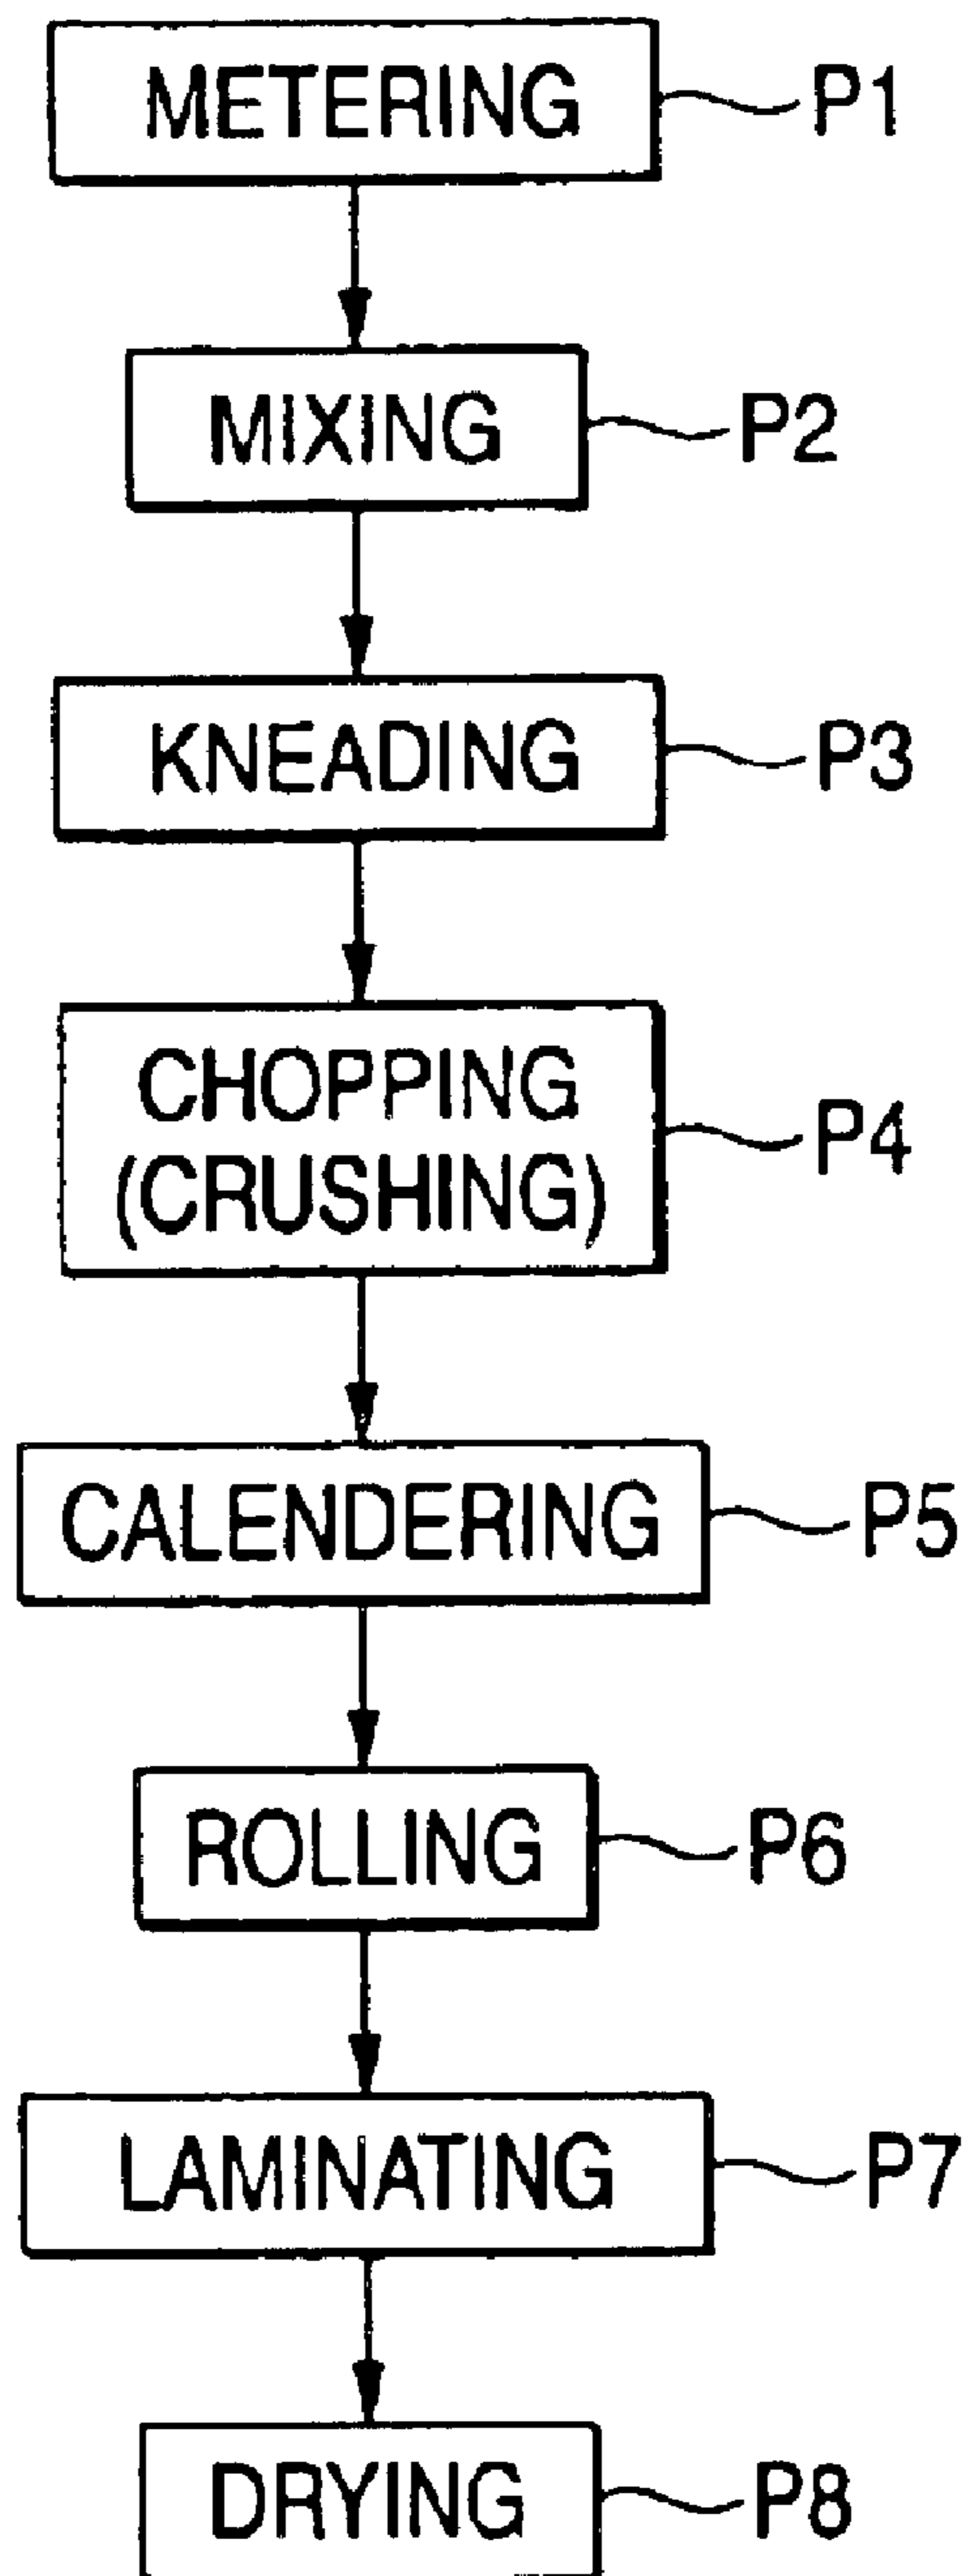 METERING P1
MIXING P2
KNEADING P3
CHOPPING
(CRUSHING) P4
CALENDERING P5
ROLLING P6
LAMINATING P7
DRYING P8